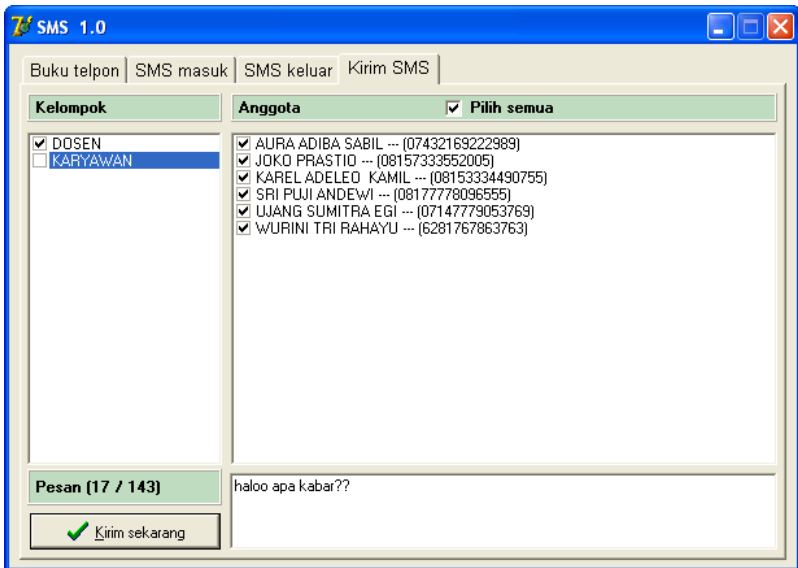 SMS 1.0
Buku telpon SMS masuk SMS keluar Kirim SMS
Kelompok Anggota Pilih semua
DOSEN
KARYAWAN
AURA ADIBA SABIL --- (07432169222989)
JOKO PRASTIO --- (08157333552005)
KAREL ADELEO KAMIL --- (08153334490755)
SRI PUJI ANDEWI --- (08177778096555)
UJANG SUMITRA EGI --- (07147779053769)
WURINI TRI RAHAYU --- (6281767863763)
Pesan (17 / 143)
haloo apa kabar??
Kirim sekarang